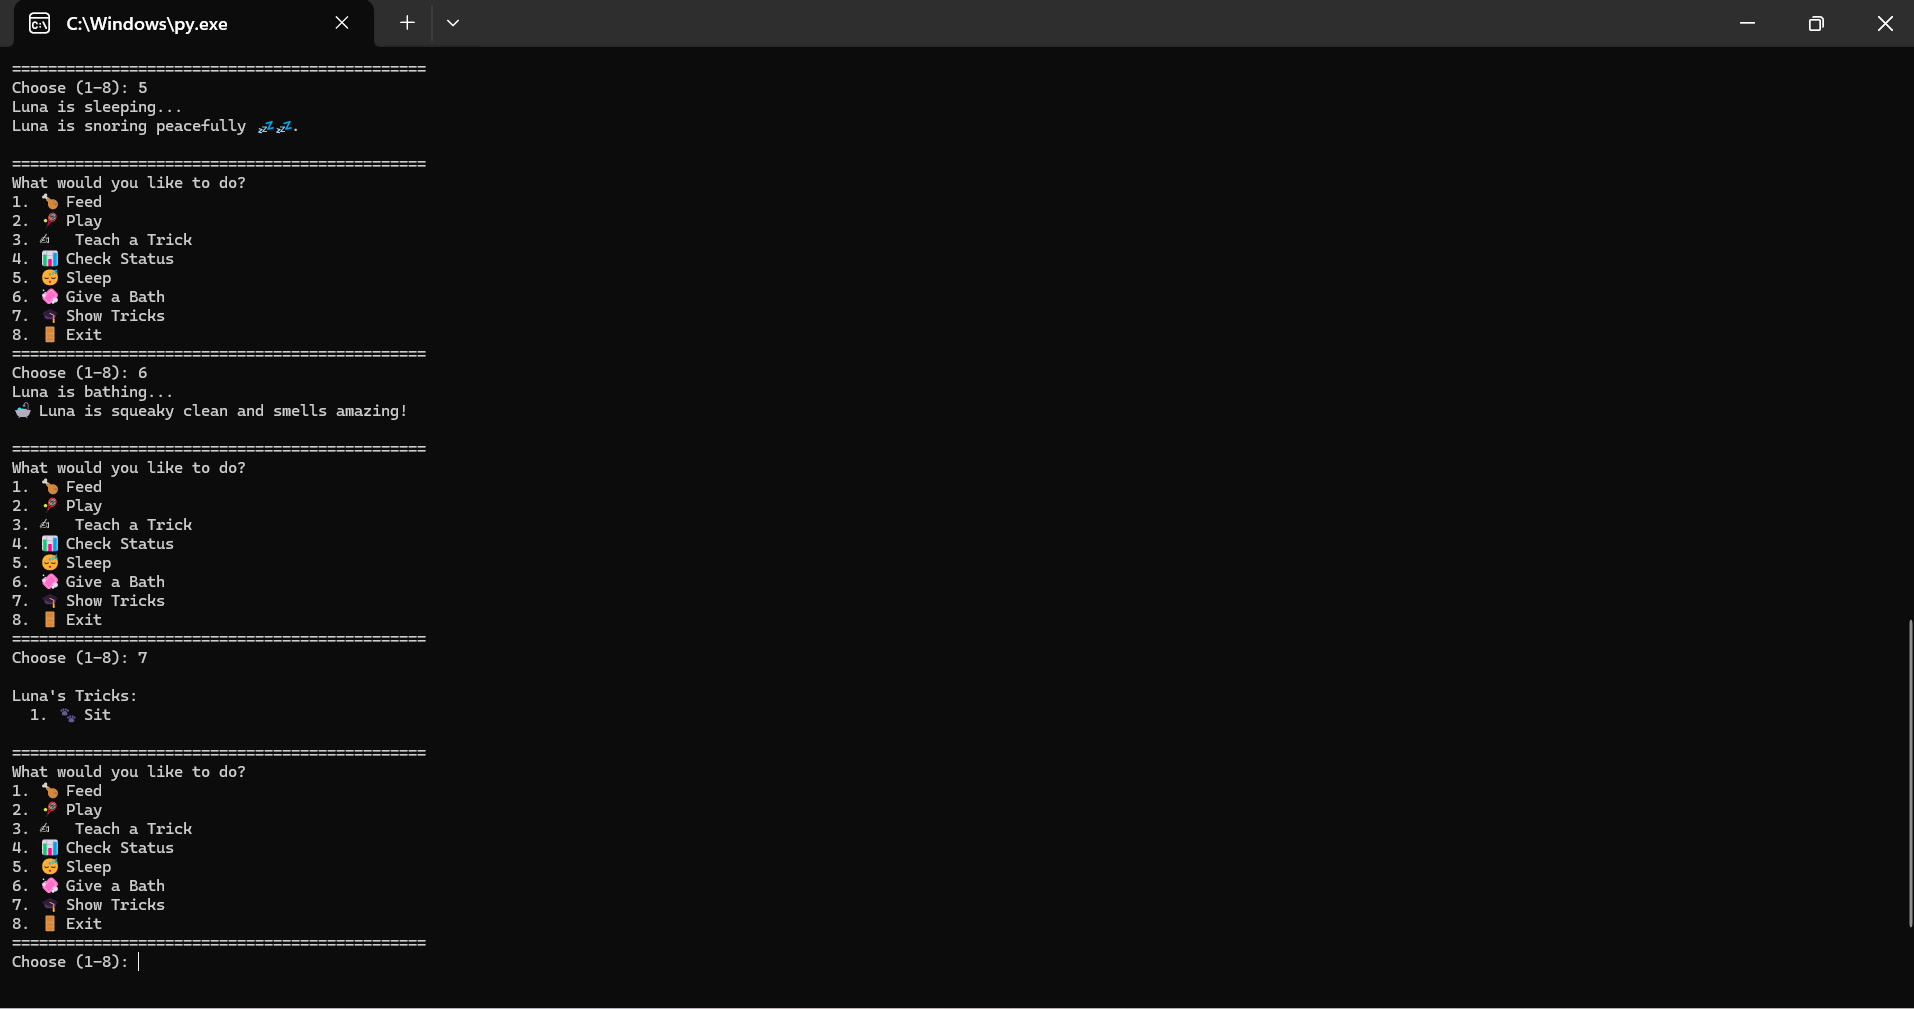 C:\Windows\py.exe
==============================================
Choose (1-8): 5
Luna is sleeping...
Luna is snoring peacefully 💤💤.
==============================================
What would you like to do?
1. 🍗 Feed
2. 🎾 Play
3. ✍ Teach a Trick
4. 📊 Check Status
5. 😴 Sleep
6. 🧼 Give a Bath
7. 🎓 Show Tricks
8. 🚪 Exit
==============================================
Choose (1-8): 6
Luna is bathing...
🛁 Luna is squeaky clean and smells amazing!
==============================================
What would you like to do?
1. 🍗 Feed
2. 🎾 Play
3. ✍ Teach a Trick
4. 📊 Check Status
5. 😴 Sleep
6. 🧼 Give a Bath
7. 🎓 Show Tricks
8. 🚪 Exit
==============================================
Choose (1-8): 7
Luna's Tricks:
1. 🐾 Sit
==============================================
What would you like to do?
1. 🍗 Feed
2. 🎾 Play
3. ✍ Teach a Trick
4. 📊 Check Status
5. 😴 Sleep
6. 🧼 Give a Bath
7. 🎓 Show Tricks
8. 🚪 Exit
==============================================
Choose (1-8):